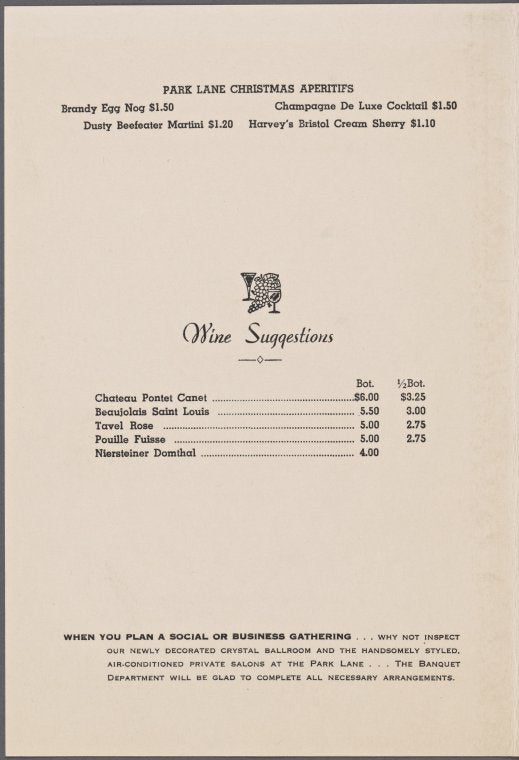 PARK LANE CHRISTMAS APERITIFS
Brandy Egg Nog $1.50 Champagne De Luxe Cocktail $1.50
Dusty Beefeater Martini $1.20 Harvey's Bristol Cream Sherry $1.10
Wine Suggestions
Bot. ½Bot.
Chateau Pontet Canet ........................................$6.00 $3.25
Beaujolais Saint Louis ........................................ 5.50 3.00
Tavel Rose ........................................ 5.00 2.75
Pouille Fuisse ........................................ 5.00 2.75
Niersteiner Domthal ........................................ 4.00
WHEN YOU PLAN A SOCIAL OR BUSINESS GATHERING . . . WHY NOT INSPECT
OUR NEWLY DECORATED CRYSTAL BALLROOM AND THE HANDSOMELY STYLED,
AIR-CONDITIONED PRIVATE SALONS AT THE PARK LANE . . . THE BANQUET
DEPARTMENT WILL BE GLAD TO COMPLETE ALL NECESSARY ARRANGEMENTS.